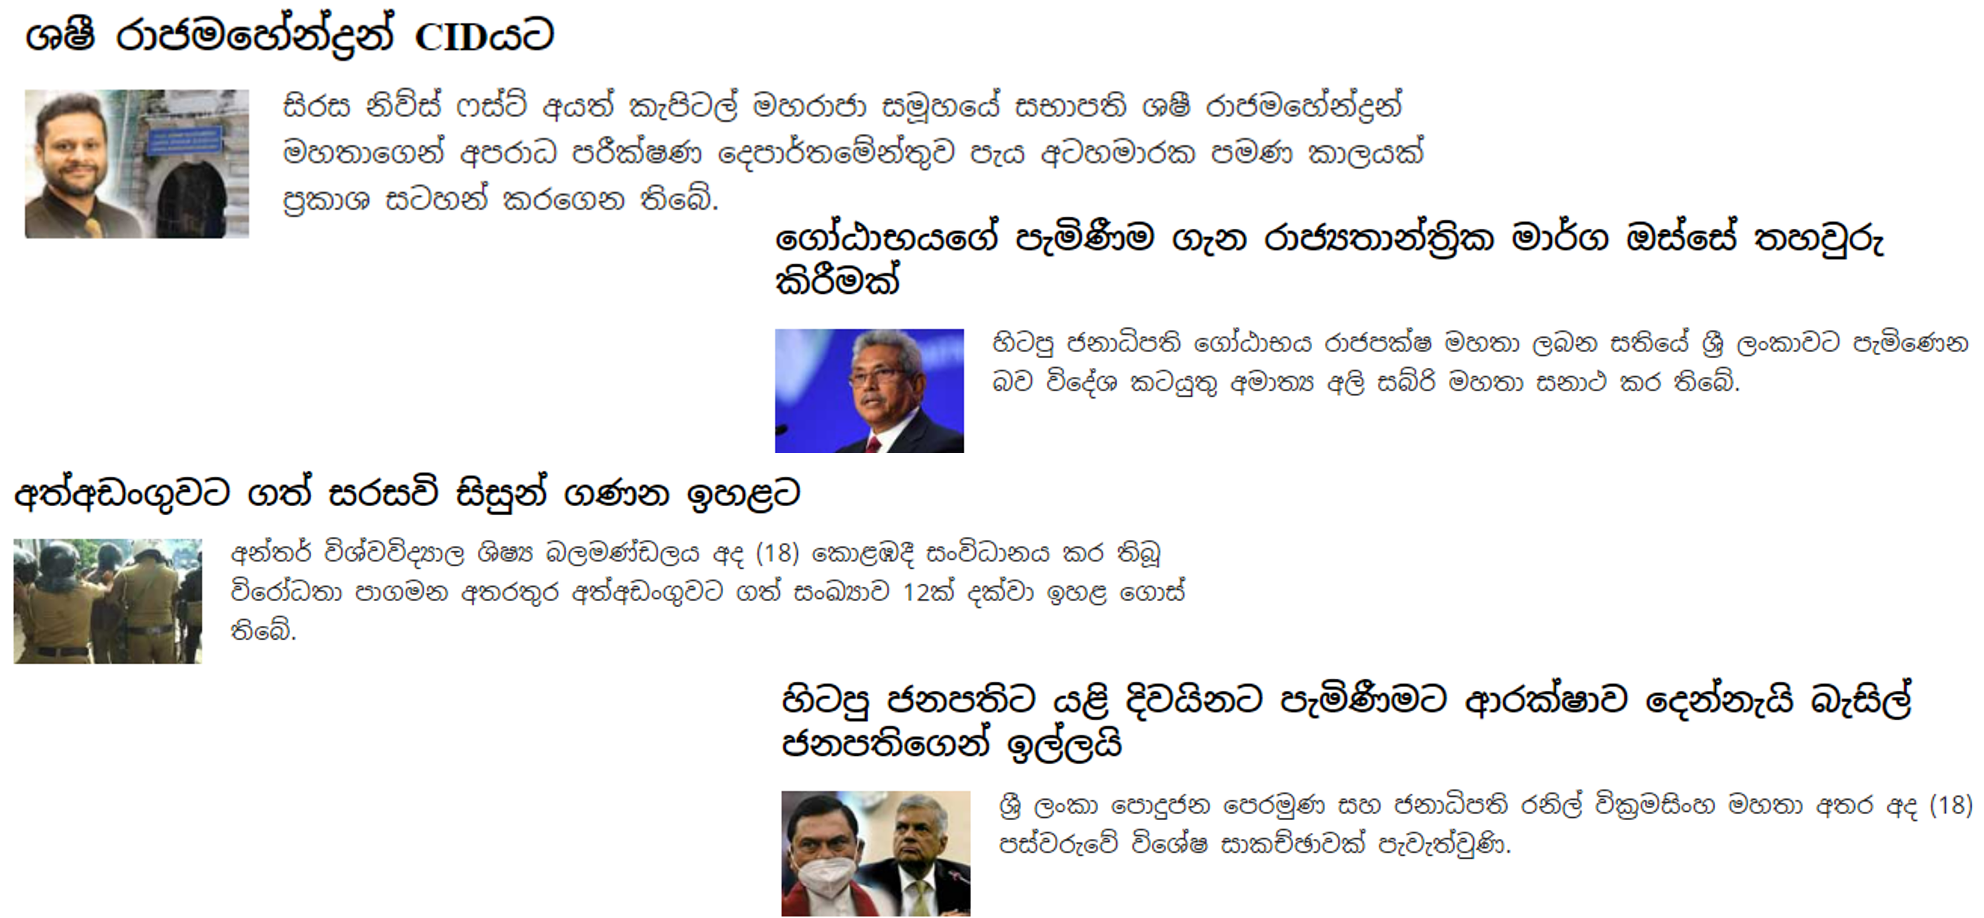 ශෂී රාජමහේන්ද්‍රන් CIDයට
සිරස නිව්ස් ෆස්ට් අයත් කැපිටල් මහරාජා සමූහයේ සභාපති ශෂී රාජමහේන්ද්‍රන්
මහතාගෙන් අපරාධ පරීක්ෂණ දෙපාර්තමේන්තුව පැය අටහමාරක පමණ කාලයක්
ප්‍රකාශ සටහන් කරගෙන තිබේ.
ගෝඨාභයගේ පැමිණීම ගැන රාජ්‍යතාන්ත්‍රික මාර්ග ඔස්සේ තහවුරු
කිරීමක්
හිටපු ජනාධිපති ගෝඨාභය රාජපක්ෂ මහතා ලබන සතියේ ශ්‍රී ලංකාවට පැමිණෙන
බව විදේශ කටයුතු අමාත්‍ය අලි සබ්රි මහතා සනාථ කර තිබේ.
අත්අඩංගුවට ගත් සරසවි සිසුන් ගණන ඉහළට
අන්තර් විශ්වවිද්‍යාල ශිෂ්‍ය බලමණ්ඩලය අද (18) කොළඹදී සංවිධානය කර තිබූ
විරෝධතා පාගමන අතරතුර අත්අඩංගුවට ගත් සංඛ්‍යාව 12ක් දක්වා ඉහළ ගොස්
තිබේ.
හිටපු ජනපතිට යළි දිවයිනට පැමිණීමට ආරක්ෂාව දෙන්නැයි බැසිල්
ජනපතිගෙන් ඉල්ලයි
ශ්‍රී ලංකා පොදුජන පෙරමුණ සහ ජනාධිපති රනිල් වික්‍රමසිංහ මහතා අතර අද (18)
පස්වරුවේ විශේෂ සාකච්ඡාවක් පැවැත්වුණි.